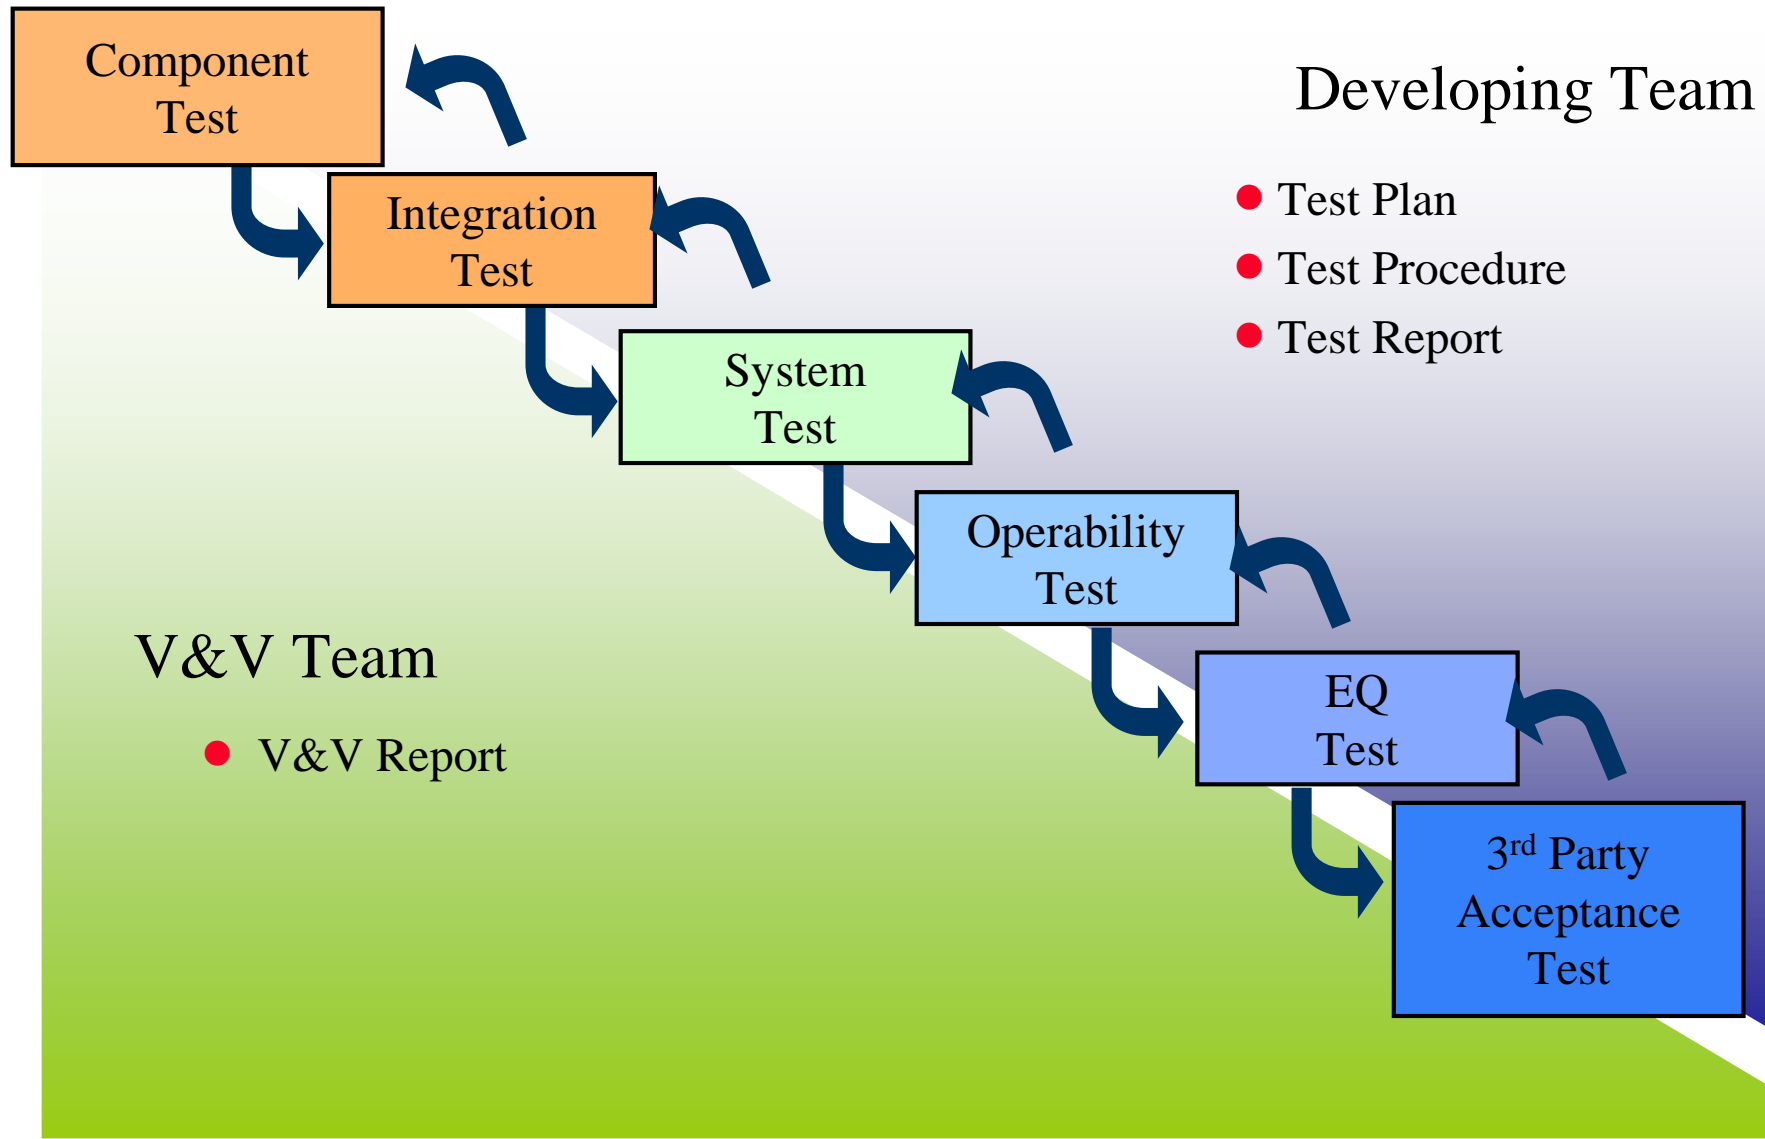 Component
Test
Developing Team
Integration
Test
● Test Plan
● Test Procedure
● Test Report
System
Test
Operability
Test
V&V Team
● V&V Report
EQ
Test
3rd Party
Acceptance
Test